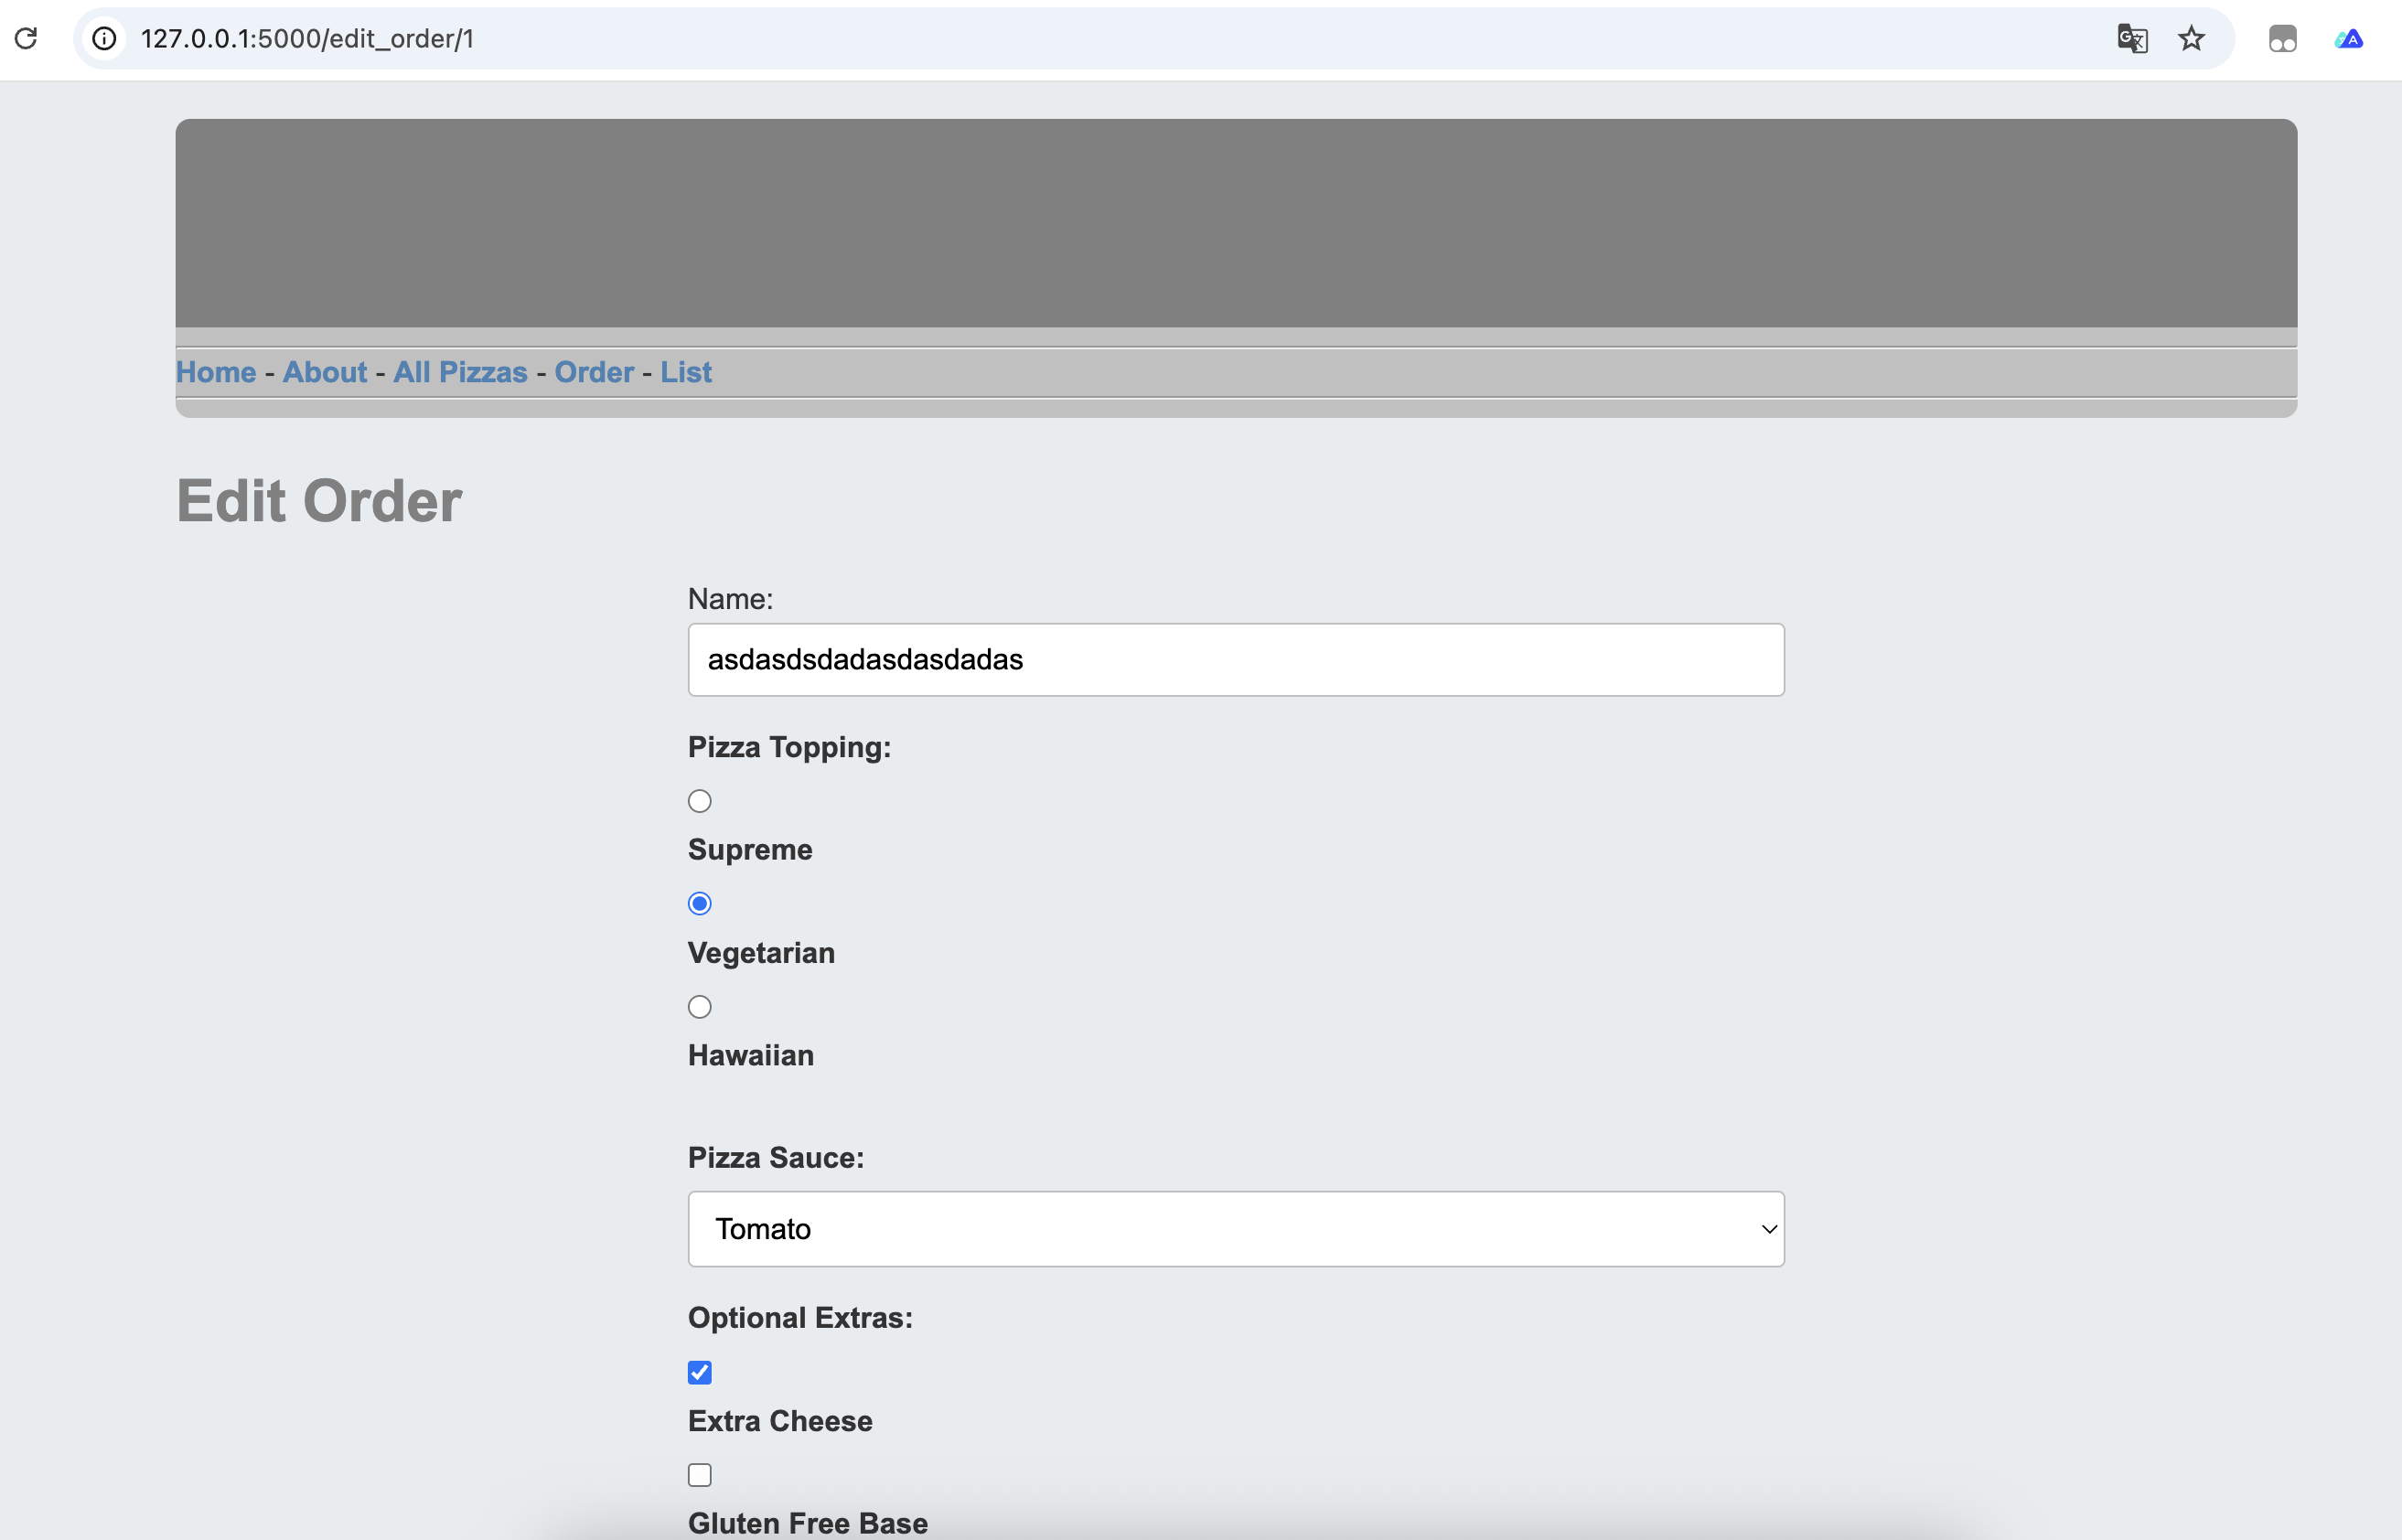 127.0.0.1:5000/edit_order/1
Home - About - All Pizzas - Order - List
Edit Order
Name:
asdasdsdadasdasdadas
Pizza Topping:
Supreme
Vegetarian
Hawaiian
Pizza Sauce:
Tomato
Optional Extras:
Extra Cheese
Gluten Free Base